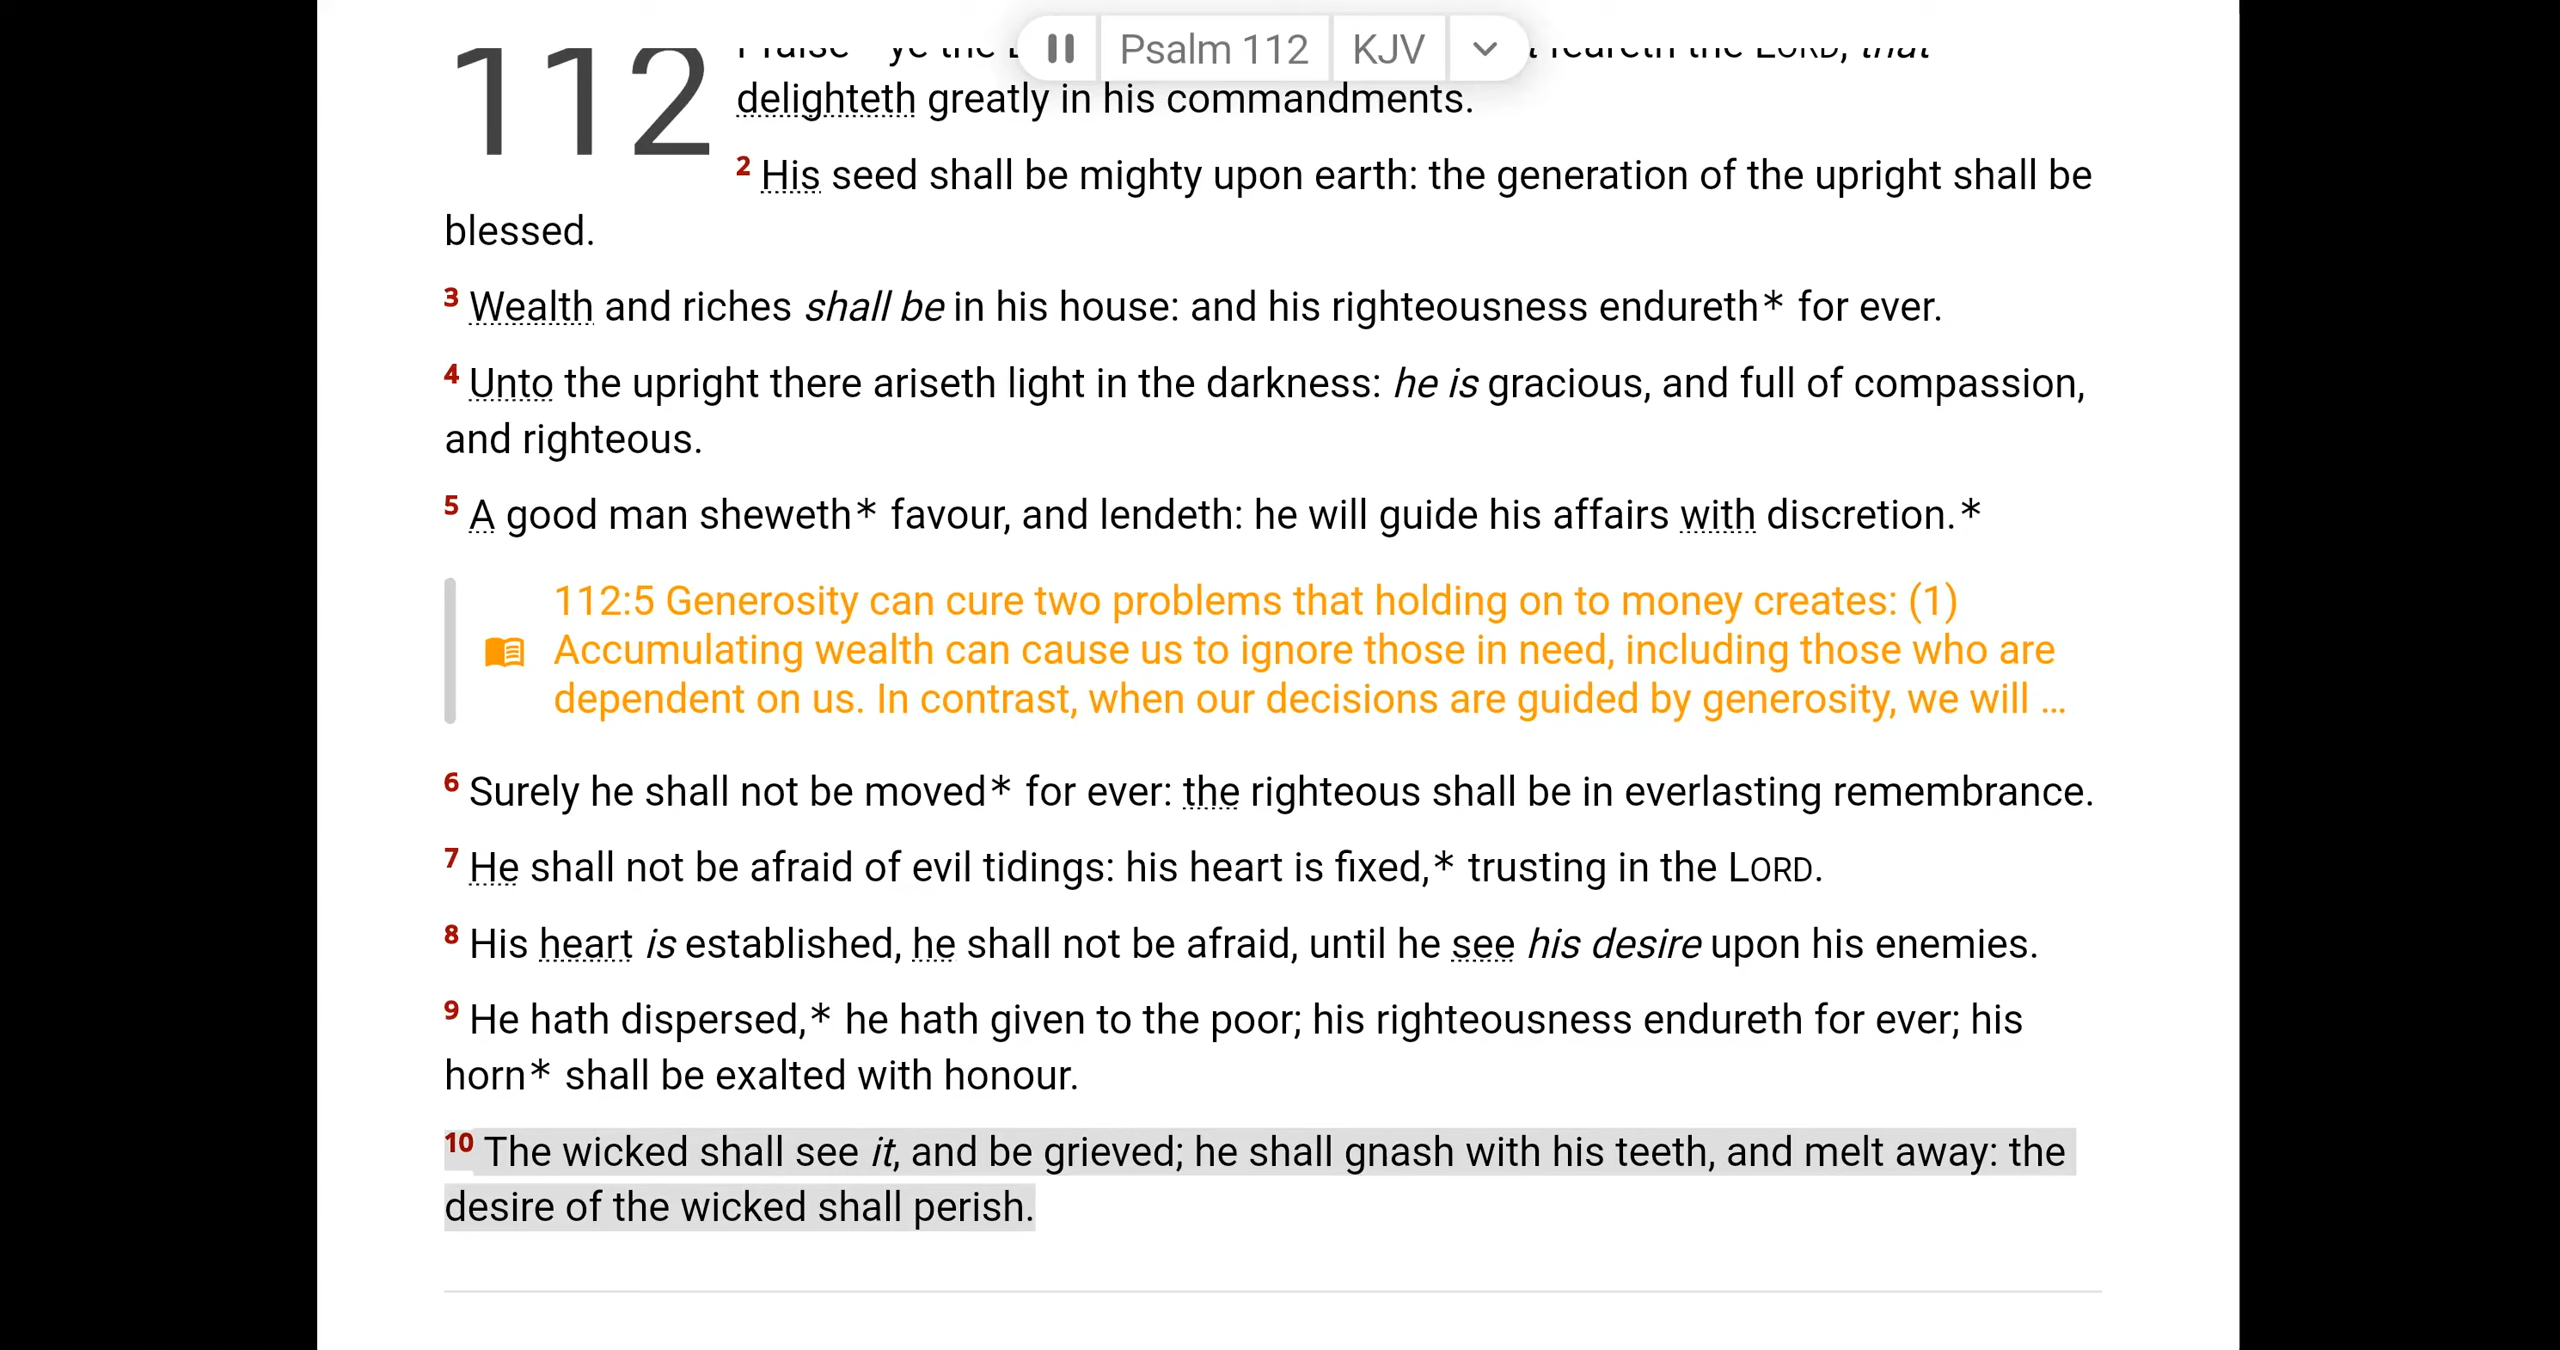 Psalm 112 KJV
112
Praise ye the feareth the LORD, that
delighteth greatly in his commandments.
2 His seed shall be mighty upon earth: the generation of the upright shall be
blessed.
3 Wealth and riches shall be in his house: and his righteousness endureth* for ever.
4 Unto the upright there ariseth light in the darkness: he is gracious, and full of compassion,
and righteous.
5 A good man sheweth* favour, and lendeth: he will guide his affairs with discretion.*
112:5 Generosity can cure two problems that holding on to money creates: (1)
Accumulating wealth can cause us to ignore those in need, including those who are
dependent on us. In contrast, when our decisions are guided by generosity, we will ...
6 Surely he shall not be moved* for ever: the righteous shall be in everlasting remembrance.
7 He shall not be afraid of evil tidings: his heart is fixed,* trusting in the LORD.
8 His heart is established, he shall not be afraid, until he see his desire upon his enemies.
9 He hath dispersed,* he hath given to the poor; his righteousness endureth for ever; his
horn* shall be exalted with honour.
10 The wicked shall see it, and be grieved; he shall gnash with his teeth, and melt away: the
desire of the wicked shall perish.